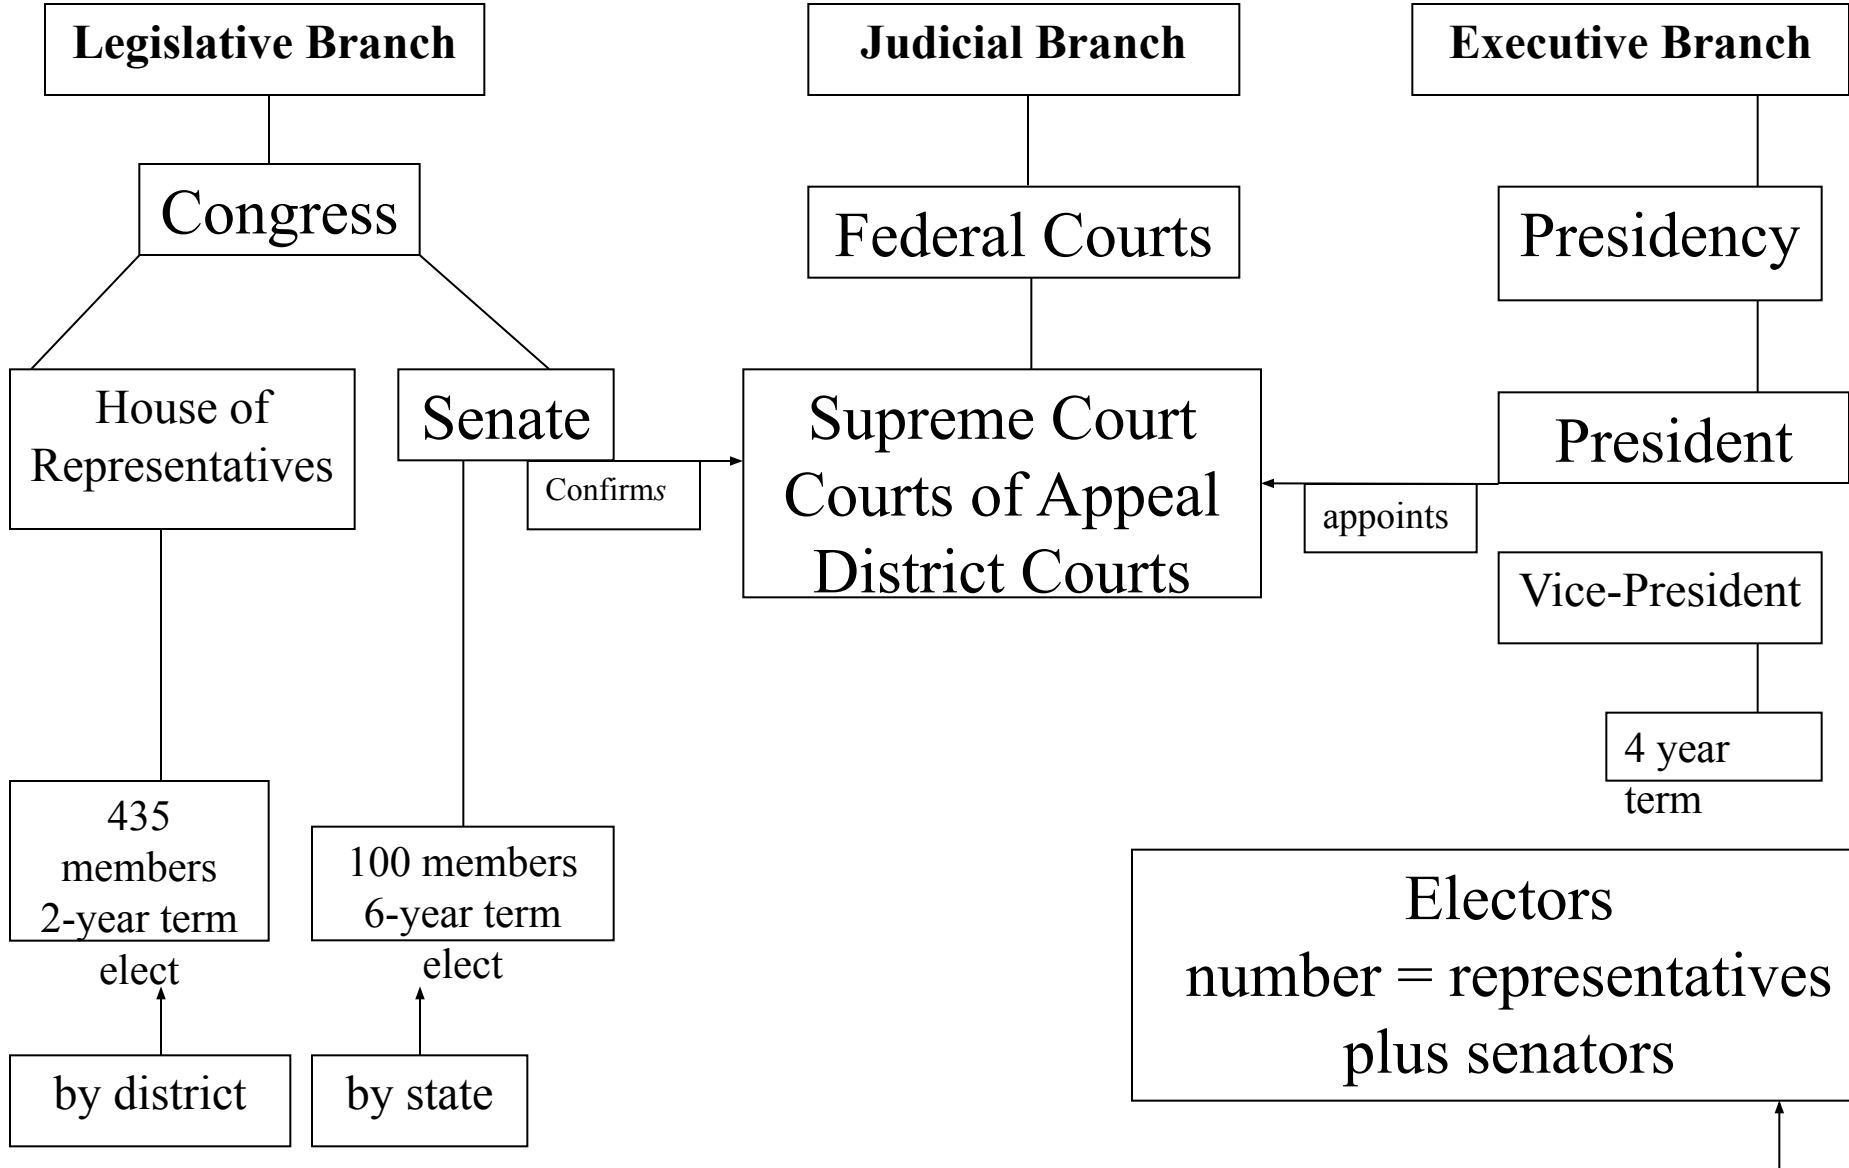 Legislative Branch
Judicial Branch
Executive Branch
Congress
Federal Courts
Presidency
House of
Representatives
Senate
Confirms
Supreme Court
Courts of Appeal
District Courts
President
appoints
Vice-President
4 year
term
435
members
2-year term
elect
100 members
6-year term
elect
Electors
number = representatives
plus senators
by district
by state